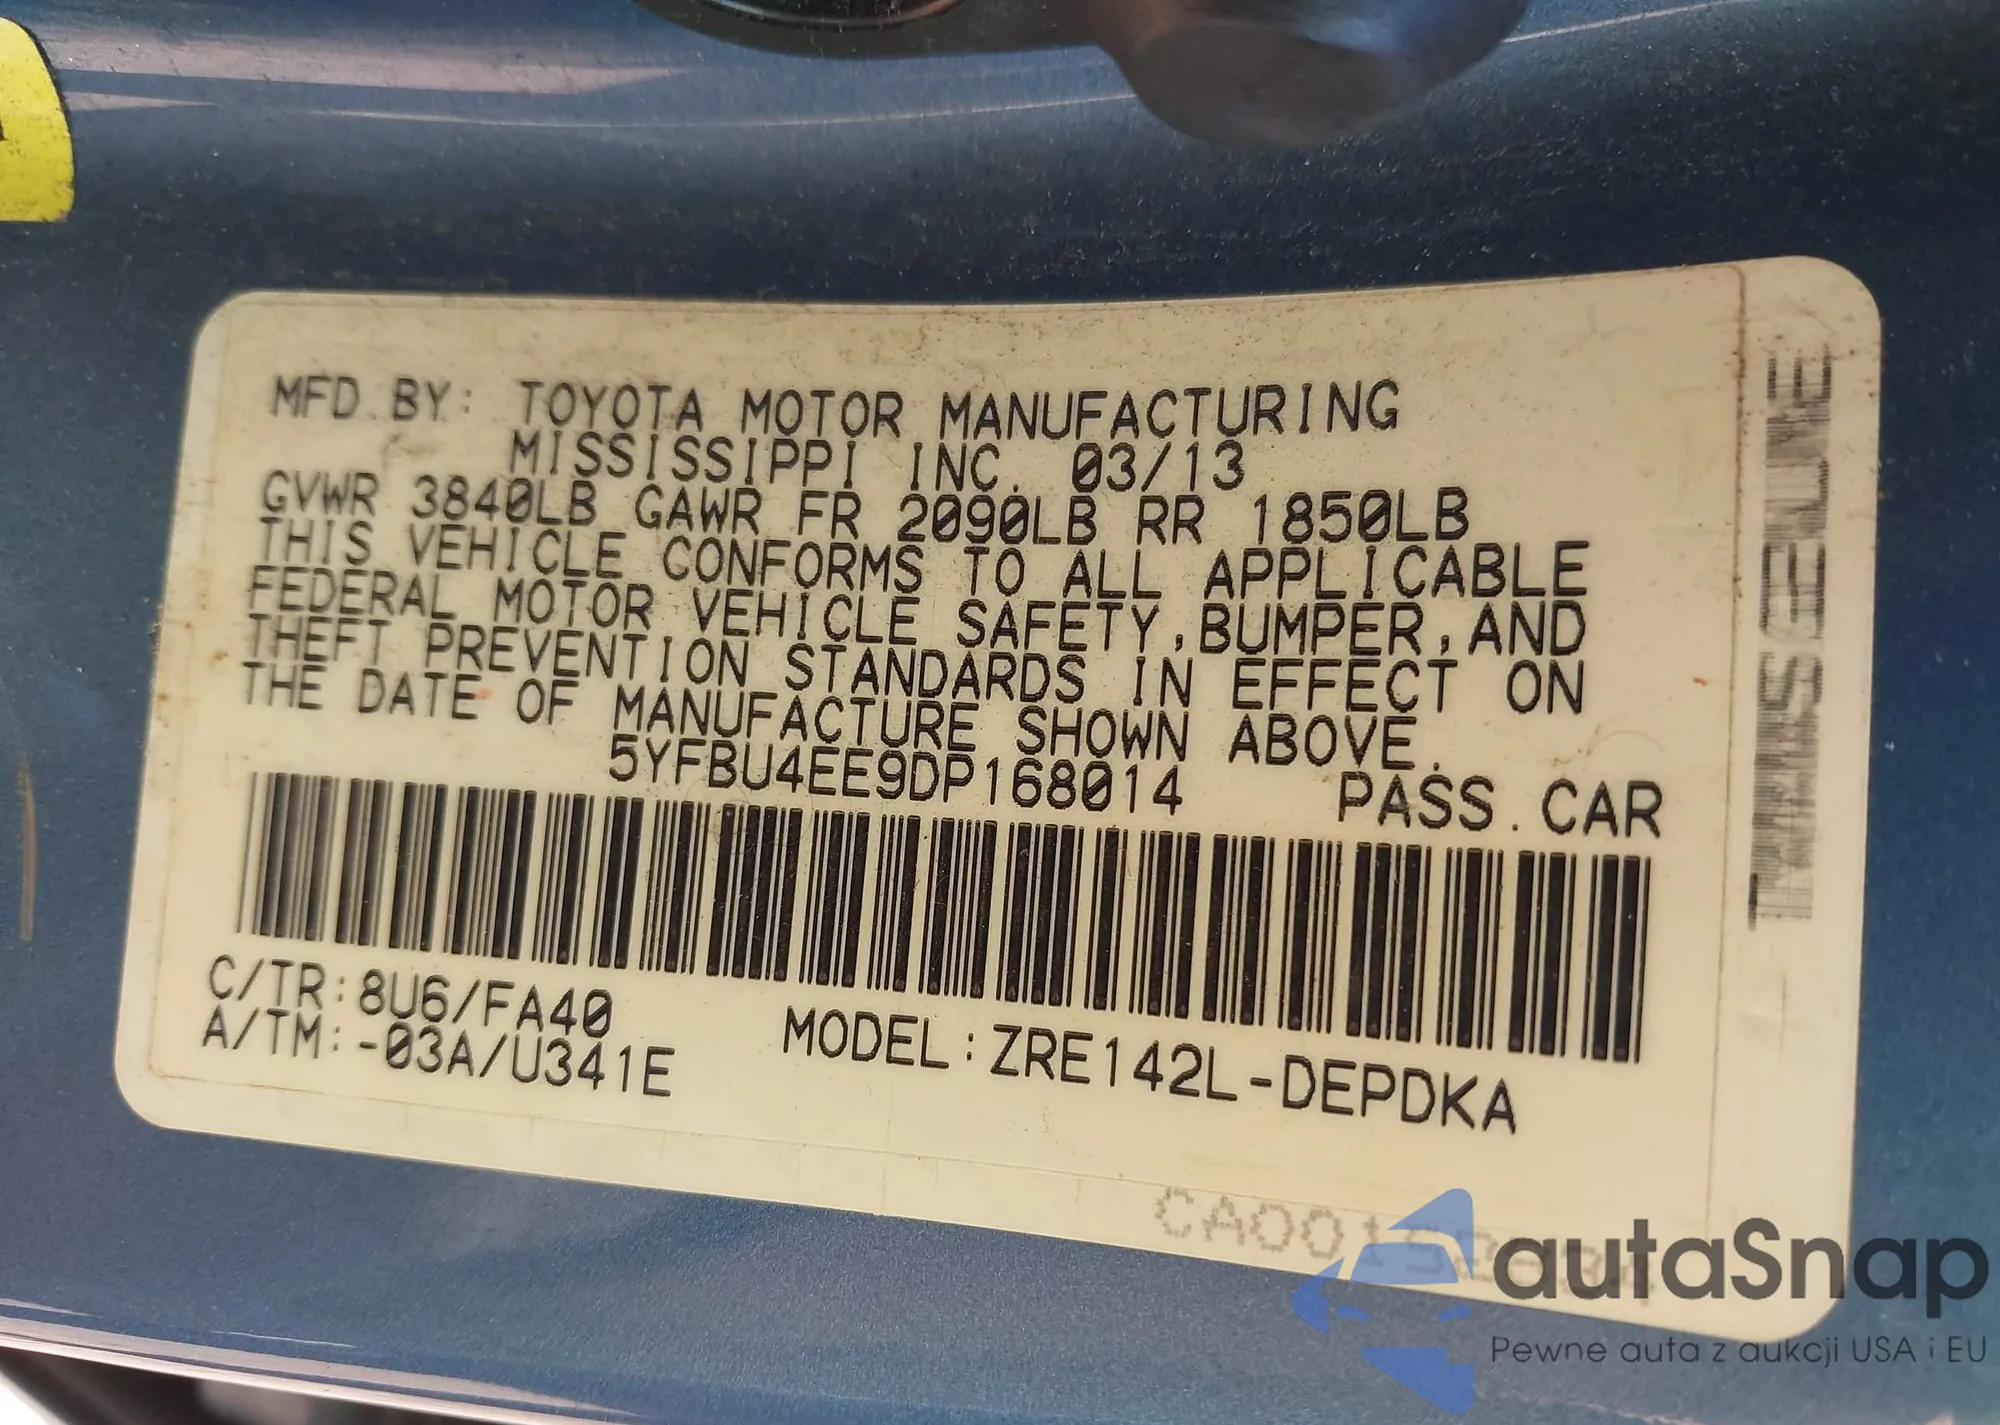 MFD.BY: TOYOTA MOTOR MANUFACTURING
MISSISSIPPI INC. 03/13
GVWR 3840LB GAWR FR 2090LB RR 1850LB
THIS VEHICLE CONFORMS TO ALL APPLICABLE
FEDERAL MOTOR VEHICLE SAFETY,BUMPER,AND
THEFT PREVENTION STANDARDS IN EFFECT ON
THE DATE OF MANUFACTURE SHOWN ABOVE.
5YFBU4EE9DP168014 PASS.CAR
C/TR:8U6/FA40
A/TM:-03A/U341E
MODEL:ZRE142L-DEPDKA
autaSnap
Pewne auta z aukcji USA i EU